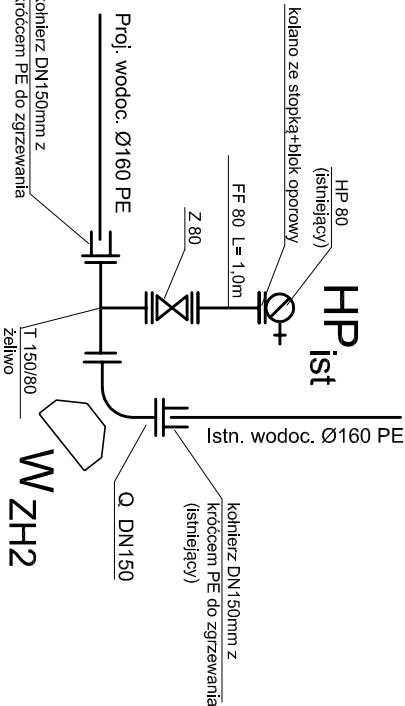 kolano ze stopką+blok oporowy
HP 80
(istniejący)
HP ist
FF 80 L= 1,0m
Z 80
Proj. wodoc. Ø160 PE
kołnierz DN150mm z
króćcem PE do zgrzewania
T 150/80
żeliwo
Istn. wodoc. Ø160 PE
kołnierz DN150mm z
króćcem PE do zgrzewania
(istniejący)
Q DN150
W ZH2